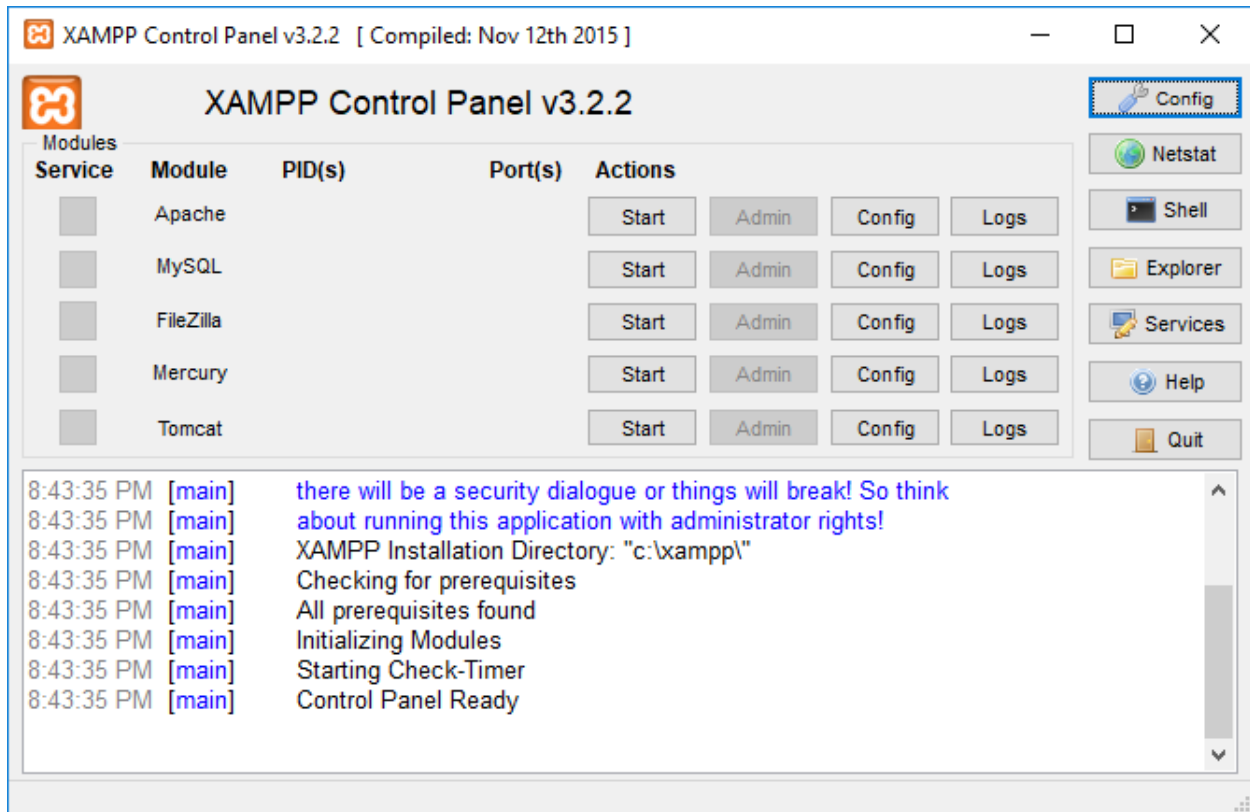 XAMPP Control Panel v3.2.2 [ Compiled: Nov 12th 2015 ]
XAMPP Control Panel v3.2.2
Config
Modules
Netstat
Service Module PID(s) Port(s) Actions
Apache Start Admin Config Logs
Shell
MySQL Start Admin Config Logs
Explorer
FileZilla Start Admin Config Logs
Services
Mercury Start Admin Config Logs
Help
Tomcat Start Admin Config Logs
Quit
8:43:35 PM [main] there will be a security dialogue or things will break! So think
8:43:35 PM [main] about running this application with administrator rights!
8:43:35 PM [main] XAMPP Installation Directory: "c:\xampp\"
8:43:35 PM [main] Checking for prerequisites
8:43:35 PM [main] All prerequisites found
8:43:35 PM [main] Initializing Modules
8:43:35 PM [main] Starting Check-Timer
8:43:35 PM [main] Control Panel Ready